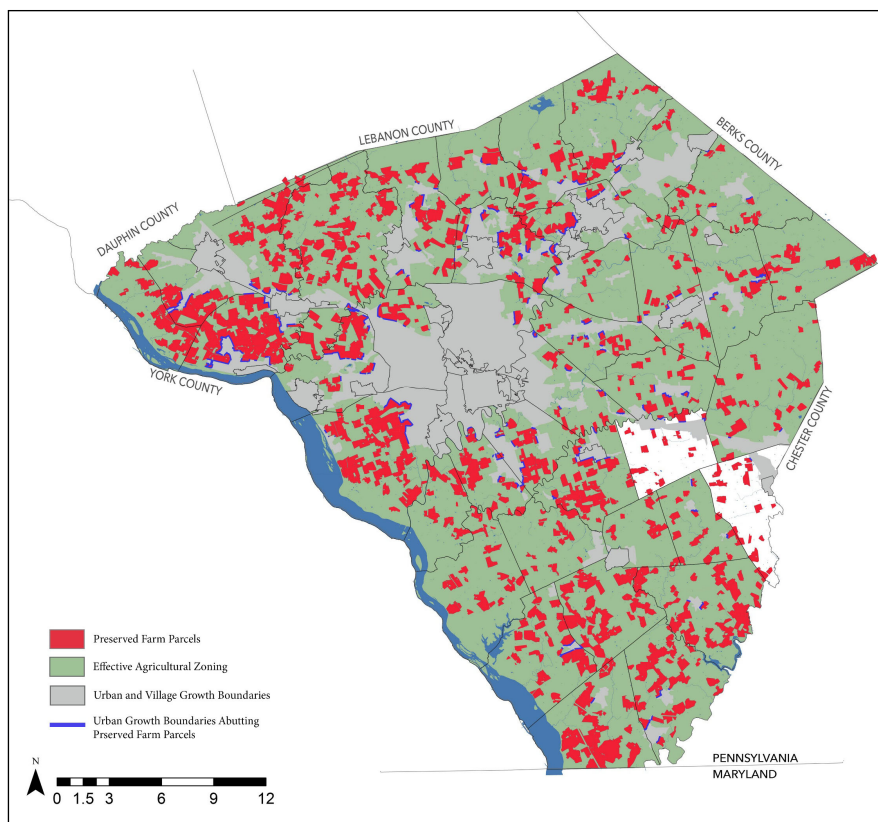 LEBANON COUNTY
BERKS COUNTY
DAUPHIN COUNTY
YORK COUNTY
CHESTER COUNTY
Preserved Farm Parcels
Effective Agricultural Zoning
Urban and Village Growth Boundaries
Urban Growth Boundaries Abutting
Prserved Farm Parcels
PENNSYLVANIA
MARYLAND
N
0 1.5 3 6 9 12